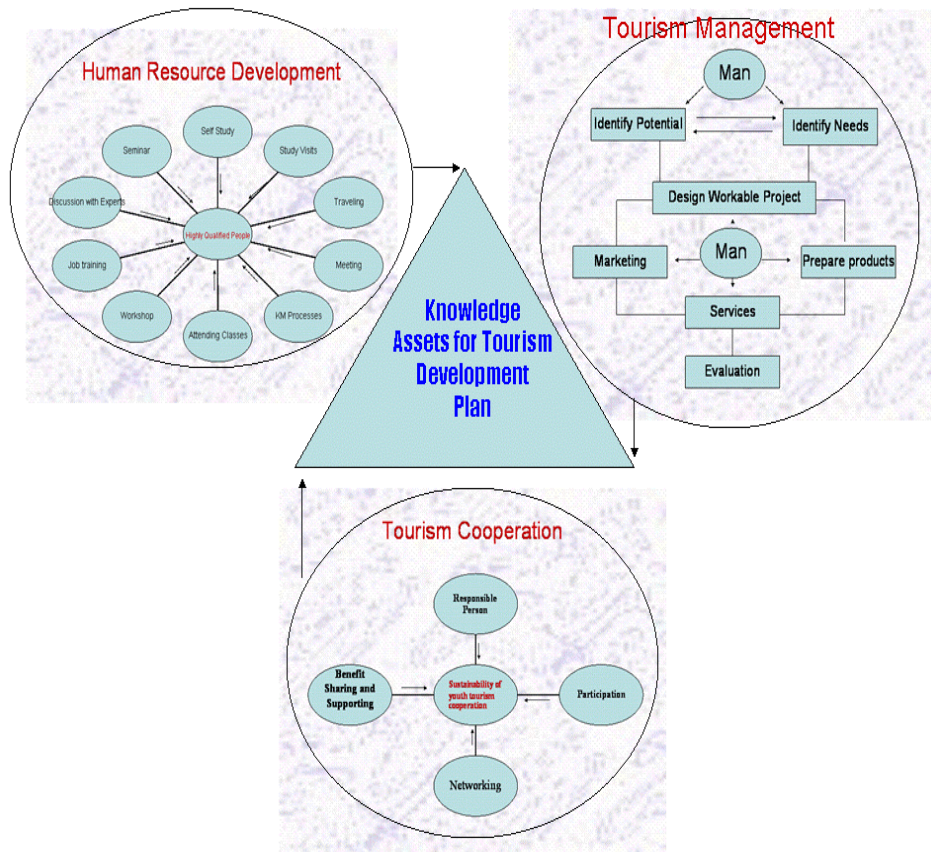 Human Resource Development
Self Study
Seminar
Study Visits
Discussion with Experts
Traveling
Highly Qualified People
Job training
Meeting
Workshop
KM Processes
Attending Classes
Tourism Management
Man
Identify Potential
Identify Needs
Design Workable Project
Marketing
Man
Prepare products
Services
Evaluation
Knowledge
Assets for Tourism
Development
Plan
Tourism Cooperation
Responsible
Person
Benefit
Sharing and
Supporting
Sustainability of
youth tourism
cooperation
Participation
Networking